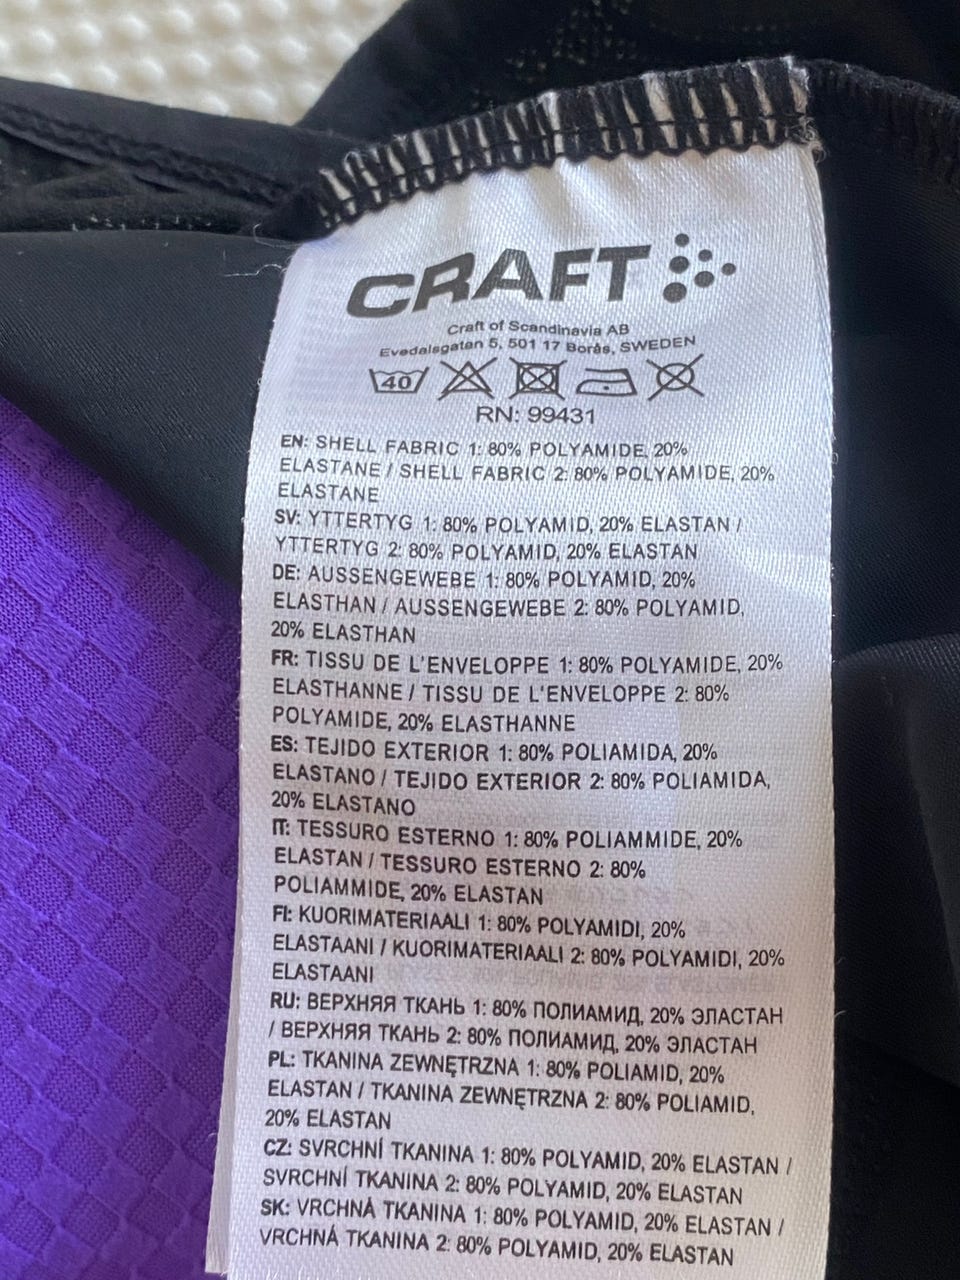 CRAFT
Craft of Scandinavia AB
Evedalsgatan 5, 501 17 Borås, SWEDEN
40
RN: 99431
EN: SHELL FABRIC 1: 80% POLYAMIDE, 20%
ELASTANE / SHELL FABRIC 2: 80% POLYAMIDE, 20%
ELASTANE
SV: YTTERTYG 1: 80% POLYAMID, 20% ELASTAN /
YTTERTYG 2: 80% POLYAMID, 20% ELASTAN
DE: AUSSENGEWEBE 1: 80% POLYAMID, 20%
ELASTHAN / AUSSENGEWEBE 2: 80% POLYAMID,
20% ELASTHAN
FR: TISSU DE L'ENVELOPPE 1: 80% POLYAMIDE, 20%
ELASTHANNE / TISSU DE L'ENVELOPPE 2: 80%
POLYAMIDE, 20% ELASTHANNE
ES: TEJIDO EXTERIOR 1: 80% POLIAMIDA, 20%
ELASTANO / TEJIDO EXTERIOR 2: 80% POLIAMIDA,
20% ELASTANO
IT: TESSURO ESTERNO 1: 80% POLIAMMIDE, 20%
ELASTAN / TESSURO ESTERNO 2: 80%
POLIAMMIDE, 20% ELASTAN
FI: KUORIMATERIAALI 1: 80% POLYAMIDI, 20%
ELASTAANI / KUORIMATERIAALI 2: 80% POLYAMIDI, 20%
ELASTAANI
RU: ВЕРХНЯЯ ТКАНЬ 1: 80% ПОЛИАМИД, 20% ЭЛАСТАН
/ ВЕРХНЯЯ ТКАНЬ 2: 80% ПОЛИАМИД, 20% ЭЛАСТАН
PL: TKANINA ZEWNĘTRZNA 1: 80% POLIAMID, 20%
ELASTAN / TKANINA ZEWNĘTRZNA 2: 80% POLIAMID,
20% ELASTAN
CZ: SVRCHNÍ TKANINA 1: 80% POLYAMID, 20% ELASTAN /
SVRCHNÍ TKANINA 2: 80% POLYAMID, 20% ELASTAN
SK: VRCHNÁ TKANINA 1: 80% POLYAMID, 20% ELASTAN /
VRCHNÁ TKANINA 2: 80% POLYAMID, 20% ELASTAN